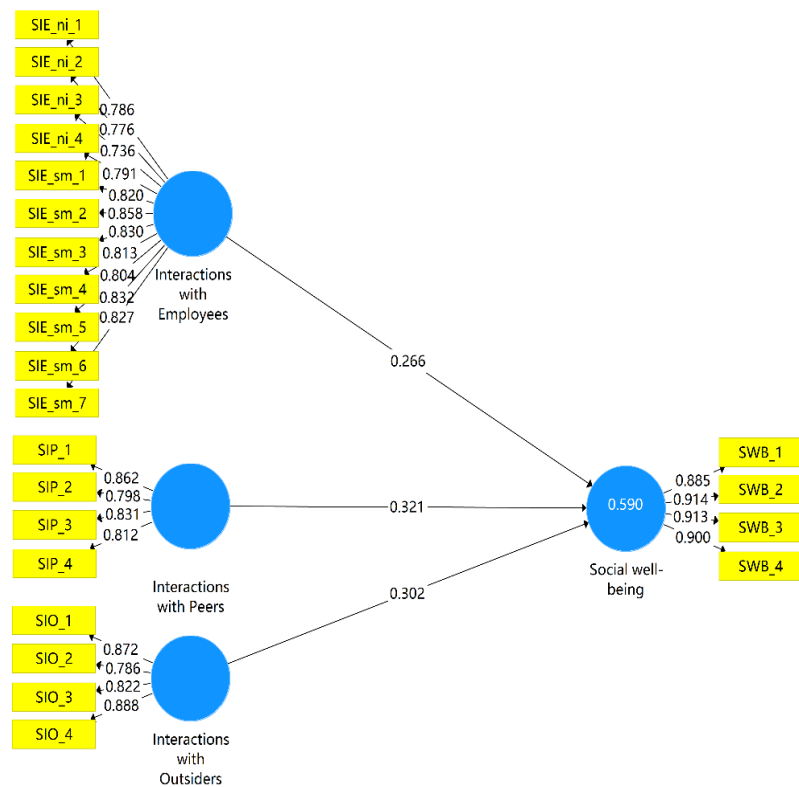 SIE_ni_1
SIE_ni_2
SIE_ni_3
SIE_ni_4
SIE_sm_1
SIE_sm_2
SIE_sm_3
SIE_sm_4
SIE_sm_5
SIE_sm_6
SIE_sm_7
0.786
0.776
0.736
0.791
0.820
0.858
0.830
0.813
0.804
0.832
0.827
Interactions
with
Employees
0.266
SIP_1
SIP_2
SIP_3
SIP_4
0.862
0.798
0.831
0.812
Interactions
with Peers
0.321
SIO_1
SIO_2
SIO_3
SIO_4
0.872
0.786
0.822
0.888
Interactions
with
Outsiders
0.302
0.590
Social well-
being
0.885
0.914
0.913
0.900
SWB_1
SWB_2
SWB_3
SWB_4